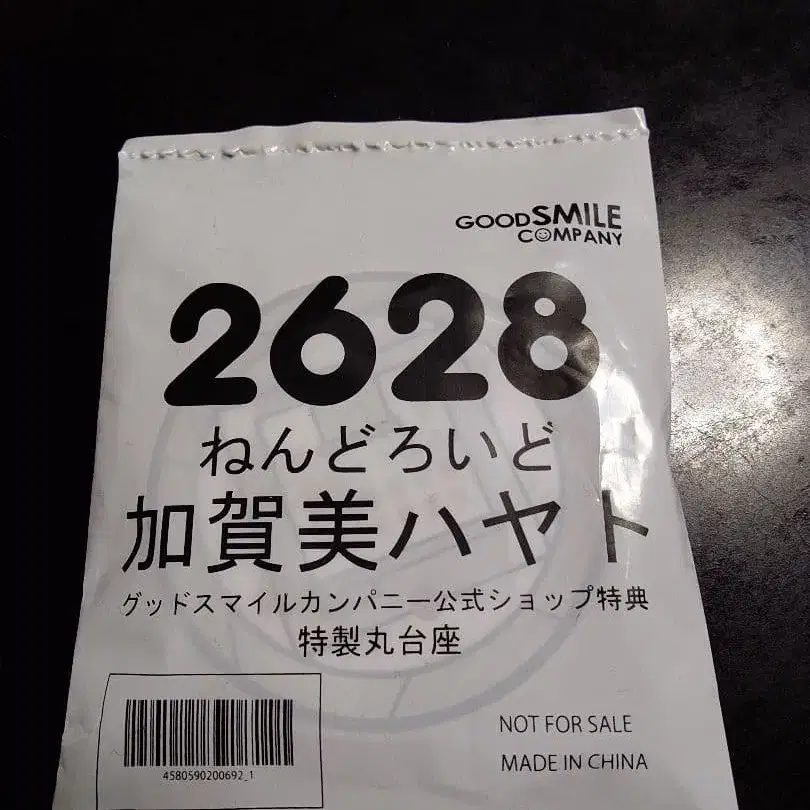 GOODSMILE
COMPANY
2628
ねんどろいど
加賀美ハヤト
グッドスマイルカンパニー公式ショップ特典
特製丸台座
NOT FOR SALE
MADE IN CHINA
4580590200692_1